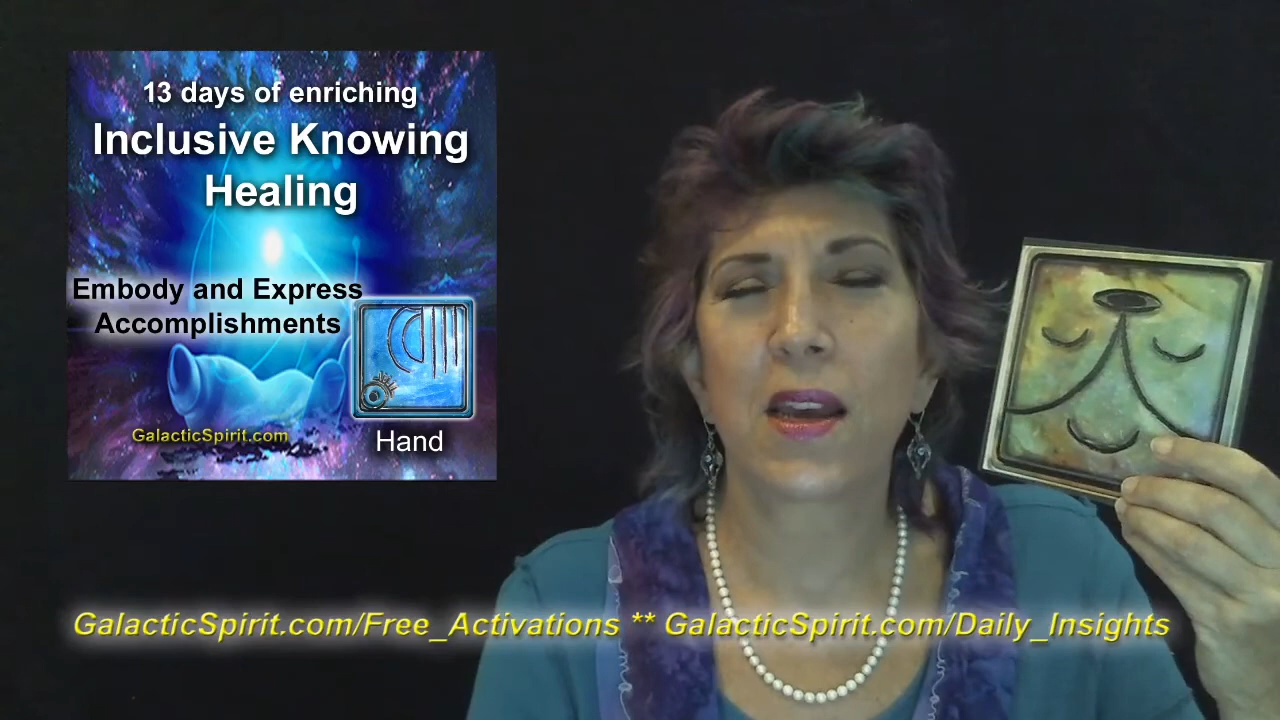 13 days of enriching
Inclusive Knowing
Healing
Embody and Express
Accomplishments
GalacticSpirit.com
Hand
GalacticSpirit.com/Free_Activations ** GalacticSpirit.com/Daily_Insights